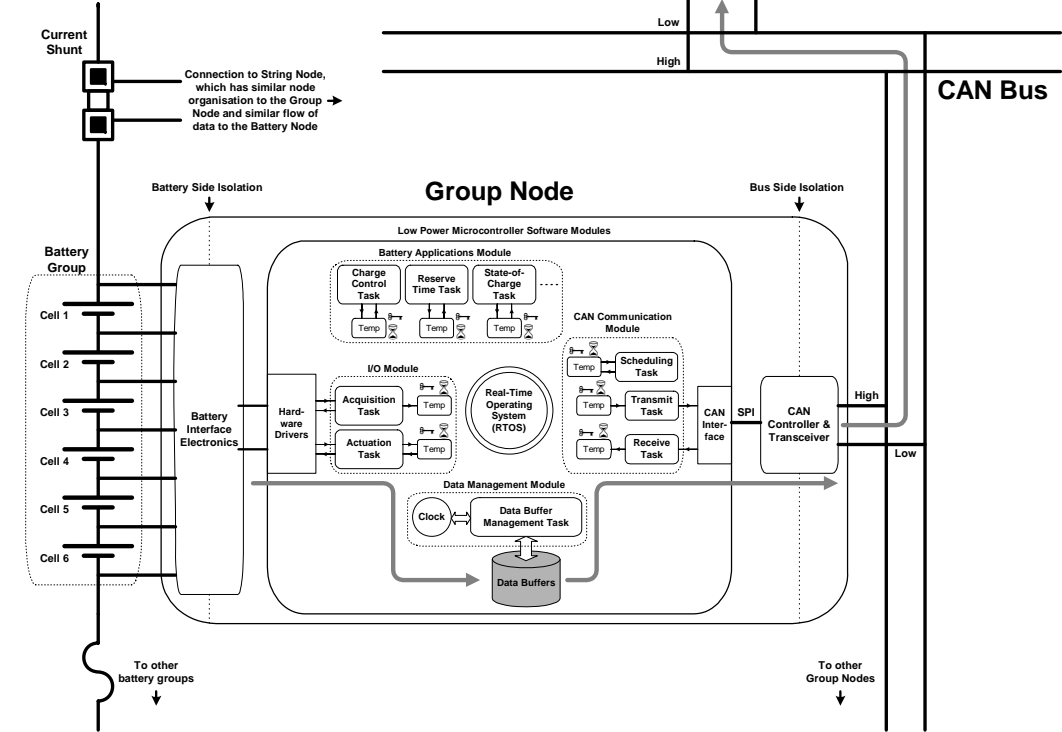 Current
Shunt
Low
High
CAN Bus
Connection to String Node,
which has similar node
organisation to the Group
Node and similar flow of
data to the Battery Node
Group Node
Battery Side Isolation
Bus Side Isolation
Low Power Microcontroller Software Modules
Battery
Group
Cell 1
Cell 2
Cell 3
Cell 4
Cell 5
Cell 6
Battery
Interface
Electronics
Hard-
ware
Drivers
Battery Applications Module
Charge
Control
Task
Reserve
Time Task
State-of-
Charge
Task
Temp
Temp
Temp
I/O Module
Acquisition
Task
Temp
Actuation
Task
Temp
Real-Time
Operating
System
(RTOS)
CAN Communication
Module
Temp
Scheduling
Task
Temp
Transmit
Task
Temp
Receive
Task
CAN
Inter-
face
SPI
CAN
Controller &
Transceiver
High
Low
Data Management Module
Clock
Data Buffer
Management Task
Data Buffers
To other
battery groups
To other
Group Nodes